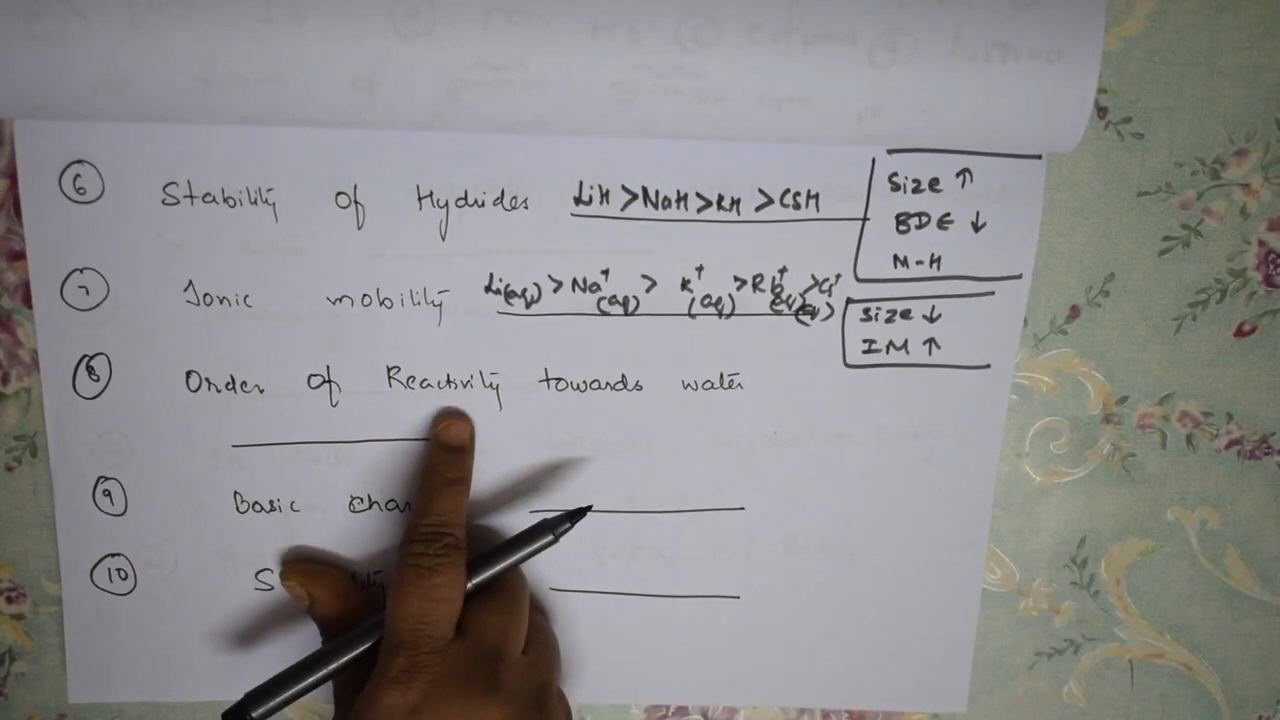 6 Stability of Hydrides LiH > NaH > KH > CSH
Size ↑
BDE ↓
M-H
7 Ionic mobility Li(aq) > Na⁺(aq) > K⁺(aq) > Rb⁺(aq) > Cs⁺(aq)
Size ↓
IM ↑
8 Order of Reactivity towards water
9 Basic
10